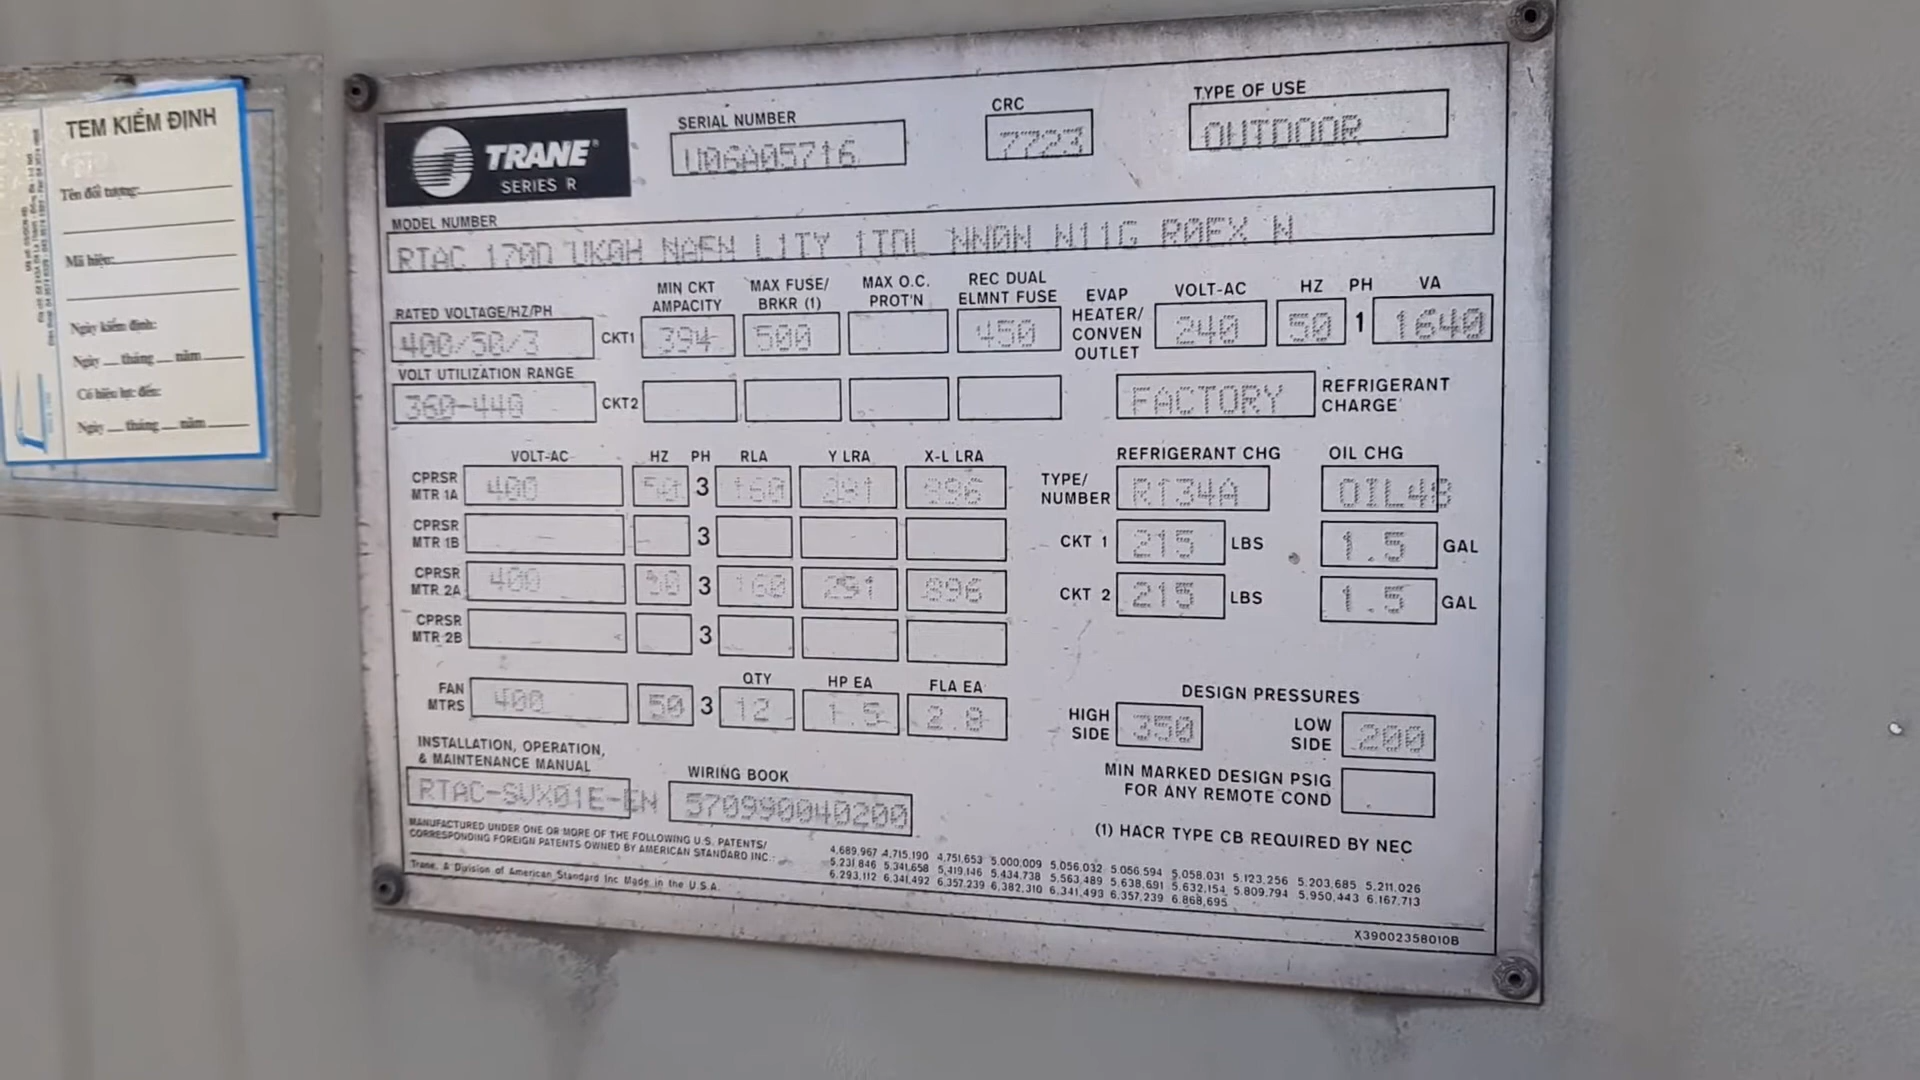 TEM KIỂM ĐỊNH
Tên đối tượng:
Mã hiệu:
Ngày kiểm định:
Ngày tháng năm
Có hiệu lực đến:
Ngày tháng năm
TRANE
SERIES R
SERIAL NUMBER
U06A05716
CRC
7723
TYPE OF USE
OUTDOOR
MODEL NUMBER
RTAC 170D UK0H NAFN L1TY 1TDL NN0N N11G R0EX N
RATED VOLTAGE/HZ/PH
400/50/3
VOLT UTILIZATION RANGE
360-440
MIN CKT AMPACITY
MAX FUSE/ BRKR (1)
MAX O.C. PROT'N
REC DUAL ELMNT FUSE
CKT1 394 500 450
CKT2
EVAP HEATER/ CONVEN OUTLET
VOLT-AC HZ PH VA
240 50 1 1640
FACTORY REFRIGERANT CHARGE
VOLT-AC HZ PH RLA Y LRA X-L LRA
CPRSR MTR 1A 400 50 3 160 291 896
CPRSR MTR 1B 3
CPRSR MTR 2A 400 50 3 160 291 896
CPRSR MTR 2B 3
QTY HP EA FLA EA
FAN MTRS 400 50 3 12 1.5 2.8
REFRIGERANT CHG OIL CHG
TYPE/ NUMBER R134A OIL48
CKT 1 215 LBS 1.5 GAL
CKT 2 215 LBS 1.5 GAL
DESIGN PRESSURES
HIGH SIDE 350 LOW SIDE 200
MIN MARKED DESIGN PSIG
FOR ANY REMOTE COND
(1) HACR TYPE CB REQUIRED BY NEC
INSTALLATION, OPERATION,
& MAINTENANCE MANUAL
RTAC-SVX01E-EN
WIRING BOOK
570990040200
MANUFACTURED UNDER ONE OR MORE OF THE FOLLOWING U.S. PATENTS/
CORRESPONDING FOREIGN PATENTS OWNED BY AMERICAN STANDARD INC.:
4,689,967 4,715,190 4,751,653 5,000,009 5,056,032 5,056,594 5,058,031 5,123,256 5,203,685 5,211,026
5,231,846 5,341,658 5,419,146 5,434,738 5,563,489 5,638,691 5,632,154 5,809,794 5,950,443 6,167,713
6,293,112 6,341,492 6,357,239 6,382,310 6,341,493 6,357,239 6,868,695
Trane, A Division of American Standard Inc Made in the U.S.A.
X39002358010B